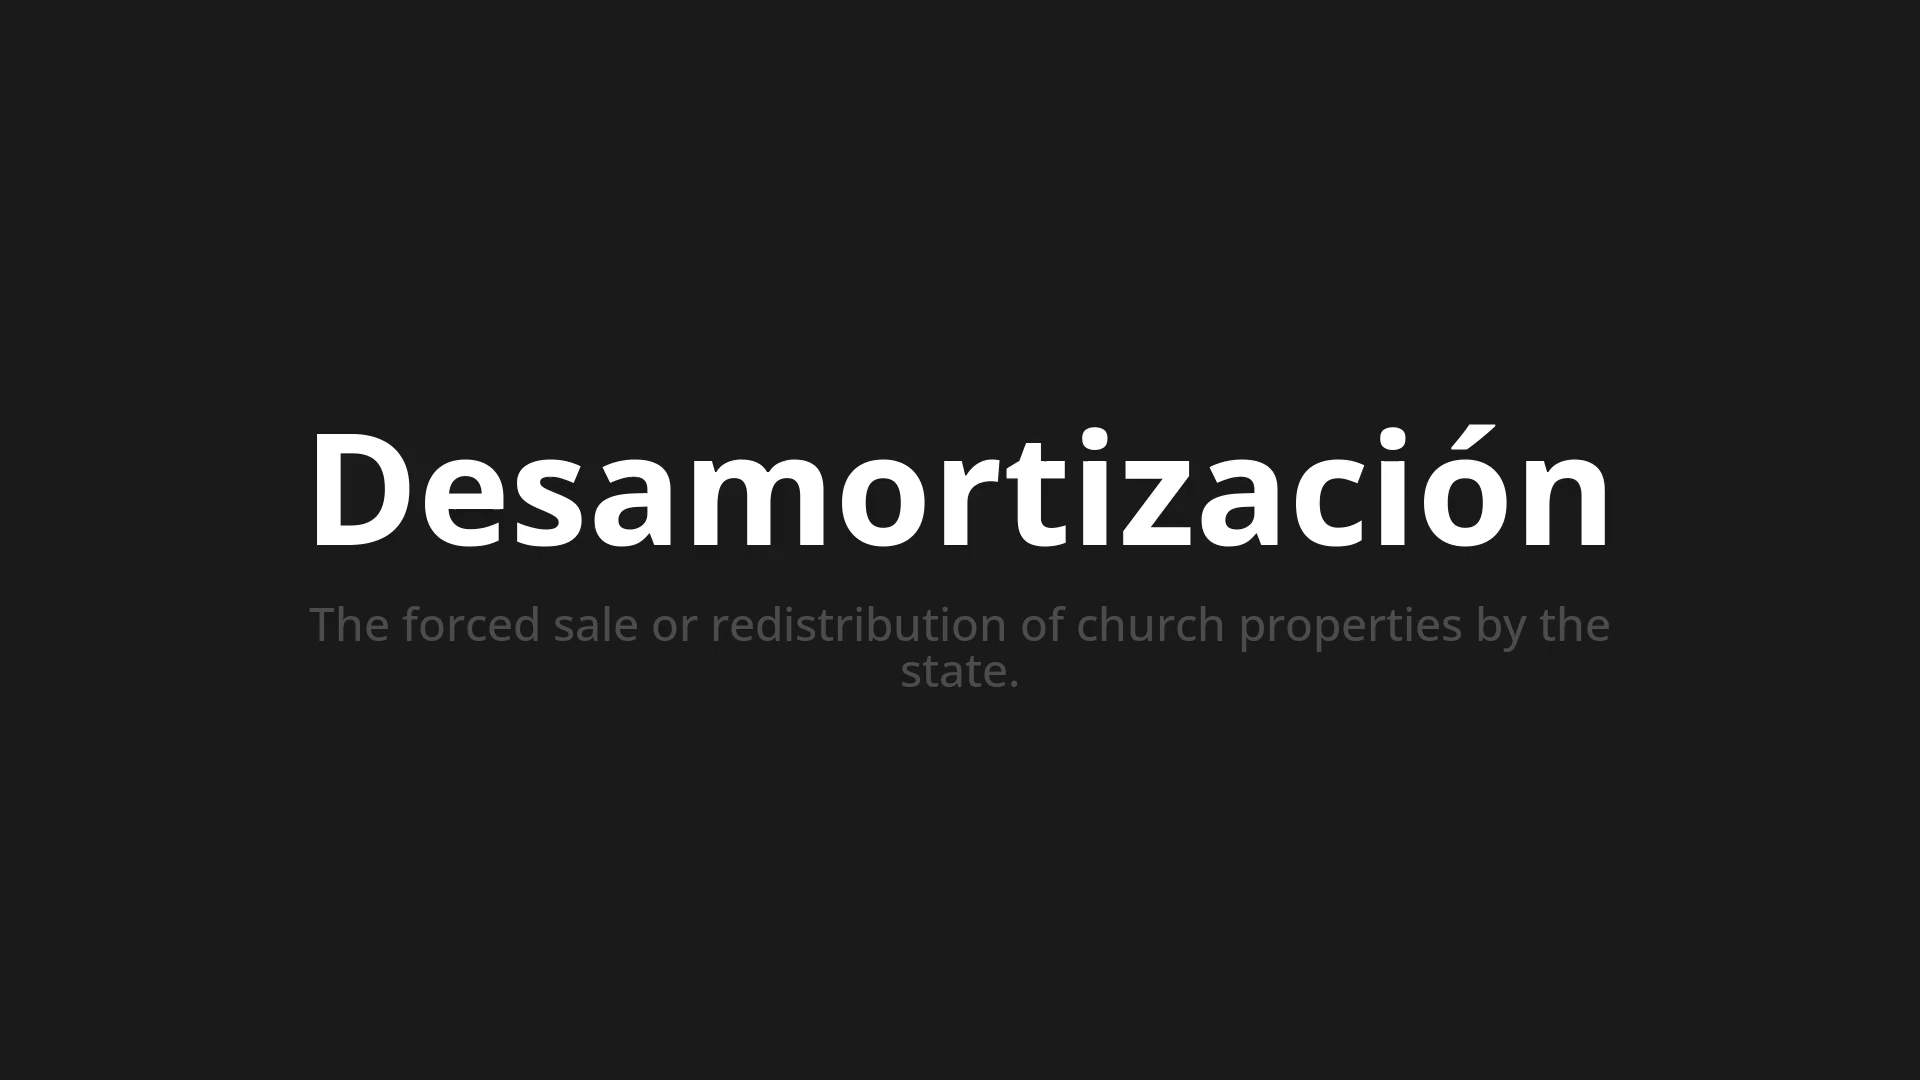 Desamortización
The forced sale or redistribution of church properties by the
state.